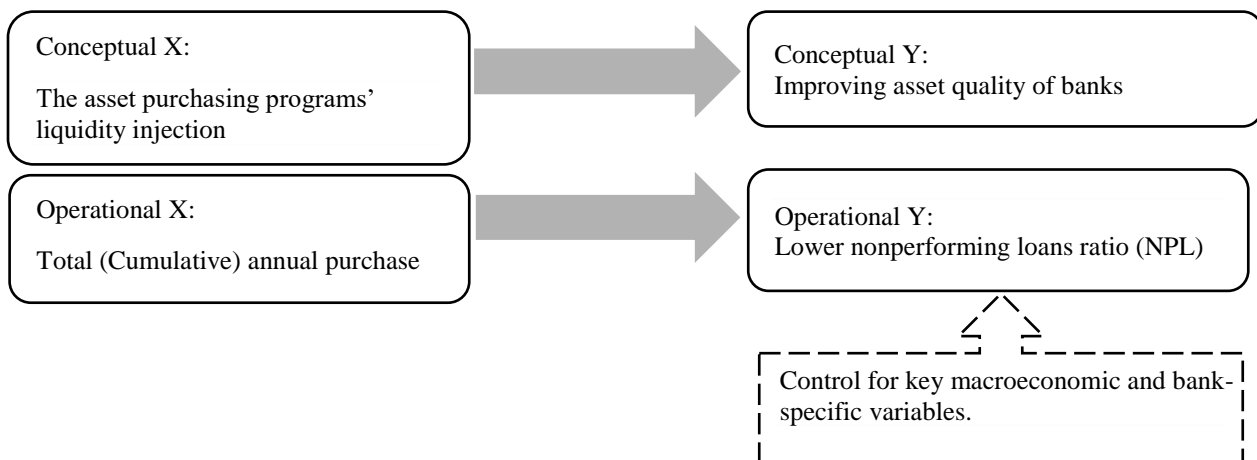 Conceptual X:
The asset purchasing programs’
liquidity injection
Conceptual Y:
Improving asset quality of banks
Operational X:
Total (Cumulative) annual purchase
Operational Y:
Lower nonperforming loans ratio (NPL)
Control for key macroeconomic and bank-
specific variables.